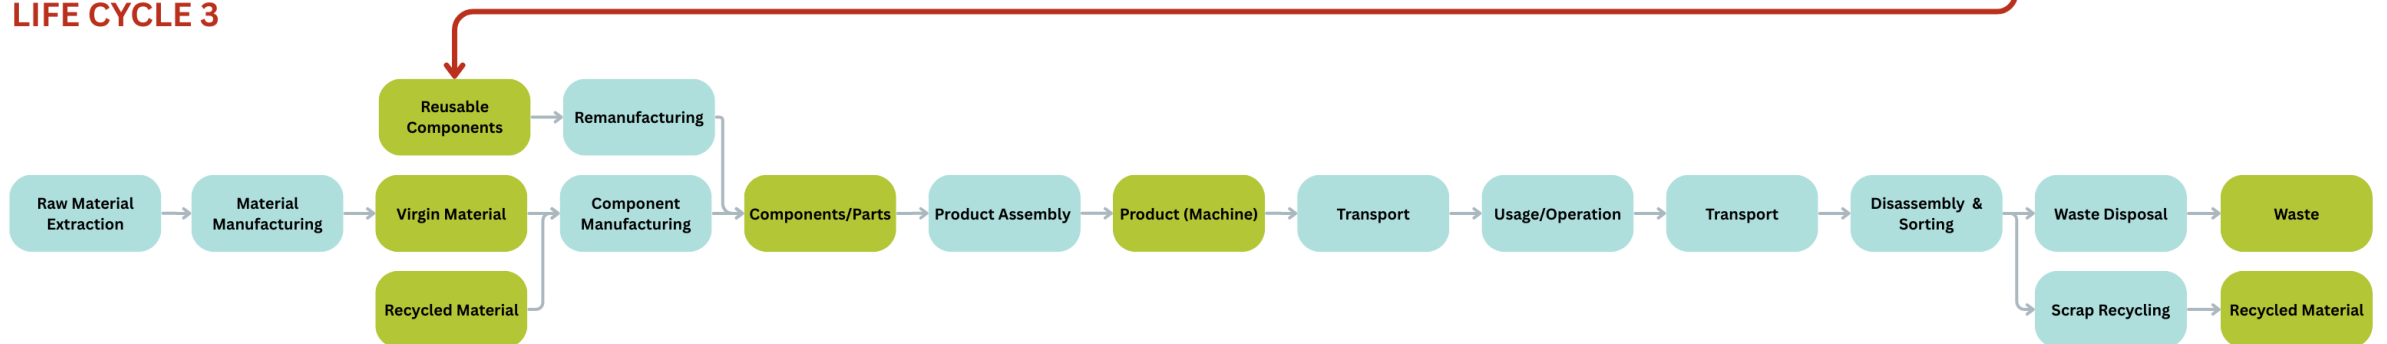 LIFE CYCLE 3
Reusable
Components
Remanufacturing
Raw Material
Extraction
Material
Manufacturing
Virgin Material
Component
Manufacturing
Components/Parts
Product Assembly
Product (Machine)
Transport
Usage/Operation
Transport
Disassembly &
Sorting
Waste Disposal
Waste
Recycled Material
Scrap Recycling
Recycled Material